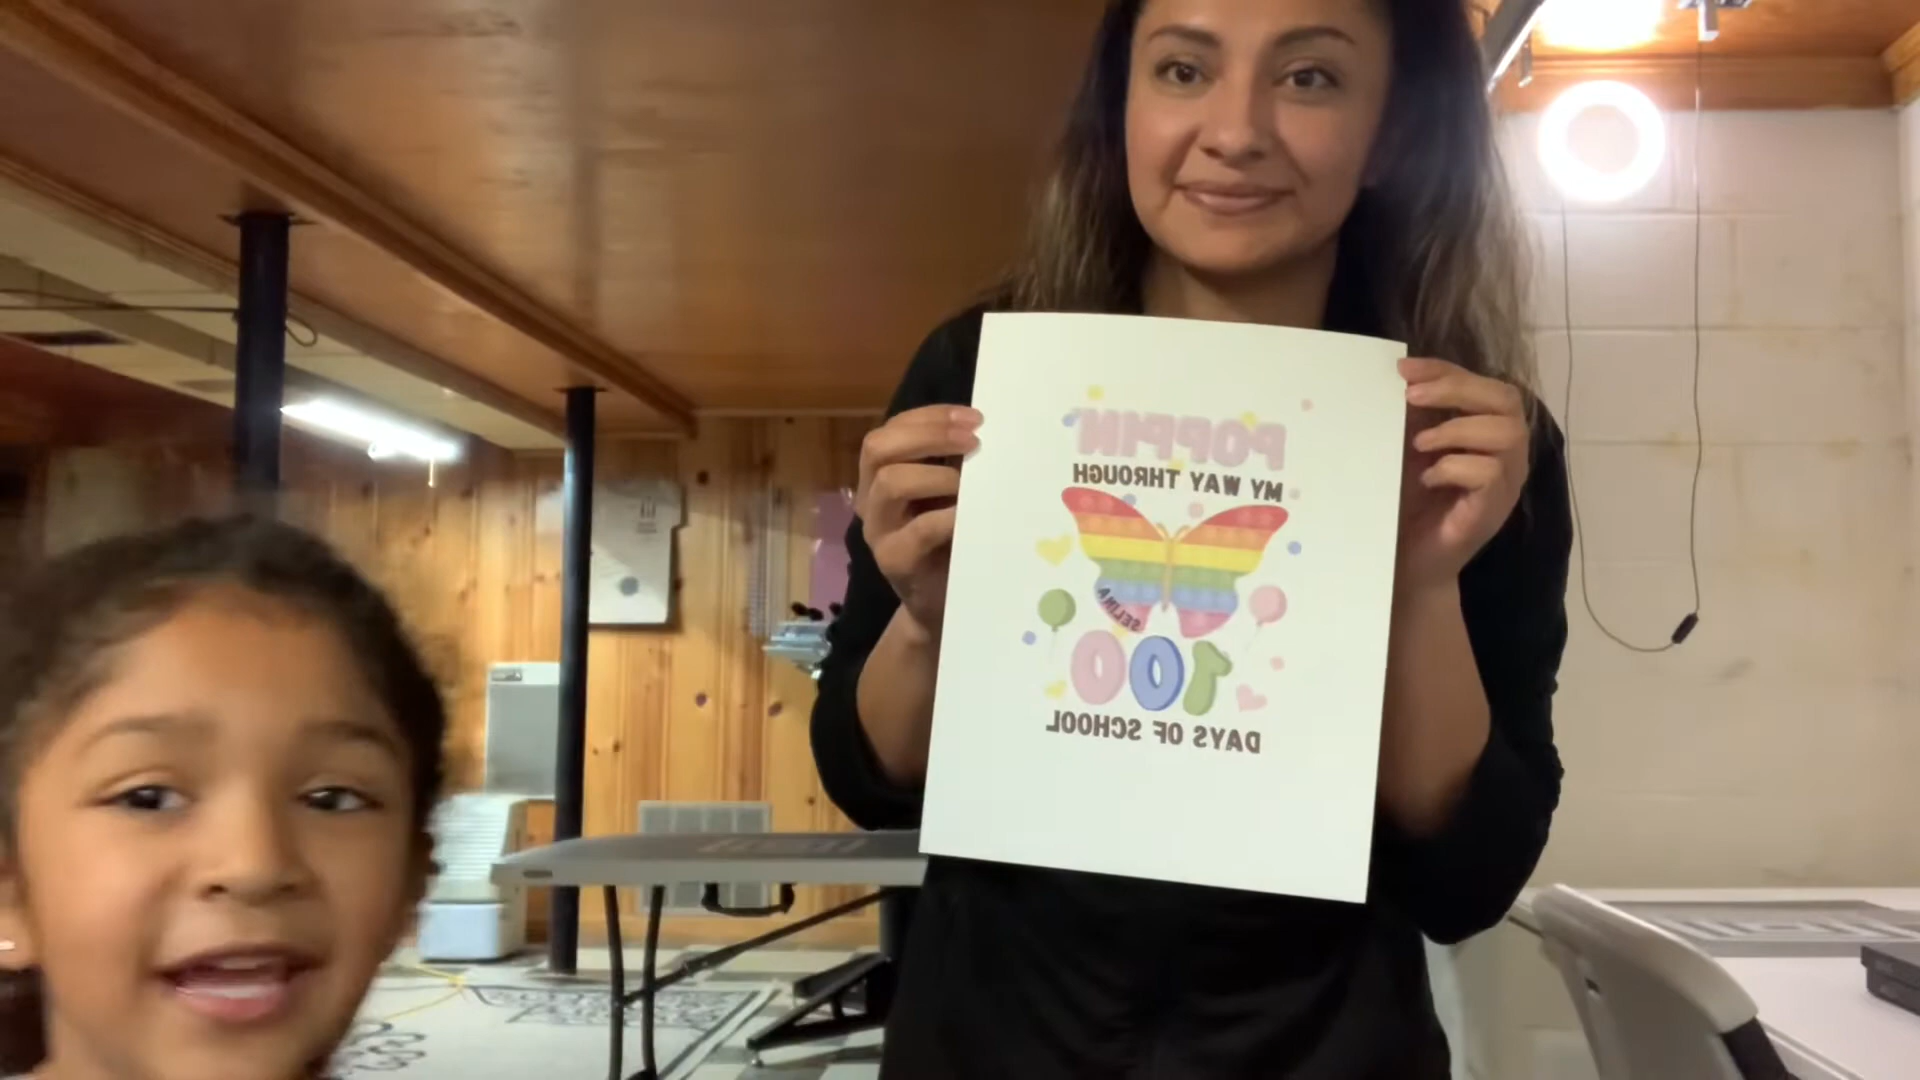 POPPIN'
MY WAY THROUGH
SELINA
100
DAYS OF SCHOOL